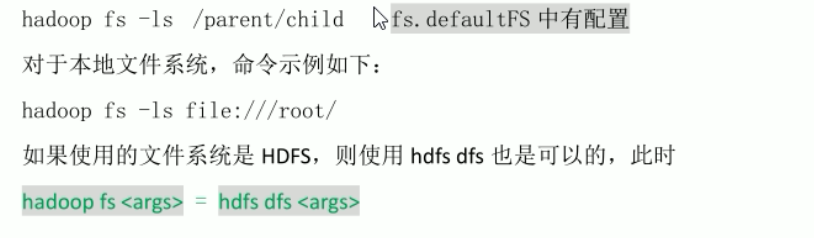 hadoop fs -ls /parent/child fs.defaultFS 中有配置
对于本地文件系统，命令示例如下：
hadoop fs -ls file:///root/
如果使用的文件系统是 HDFS，则使用 hdfs dfs 也是可以的，此时
hadoop fs <args> = hdfs dfs <args>